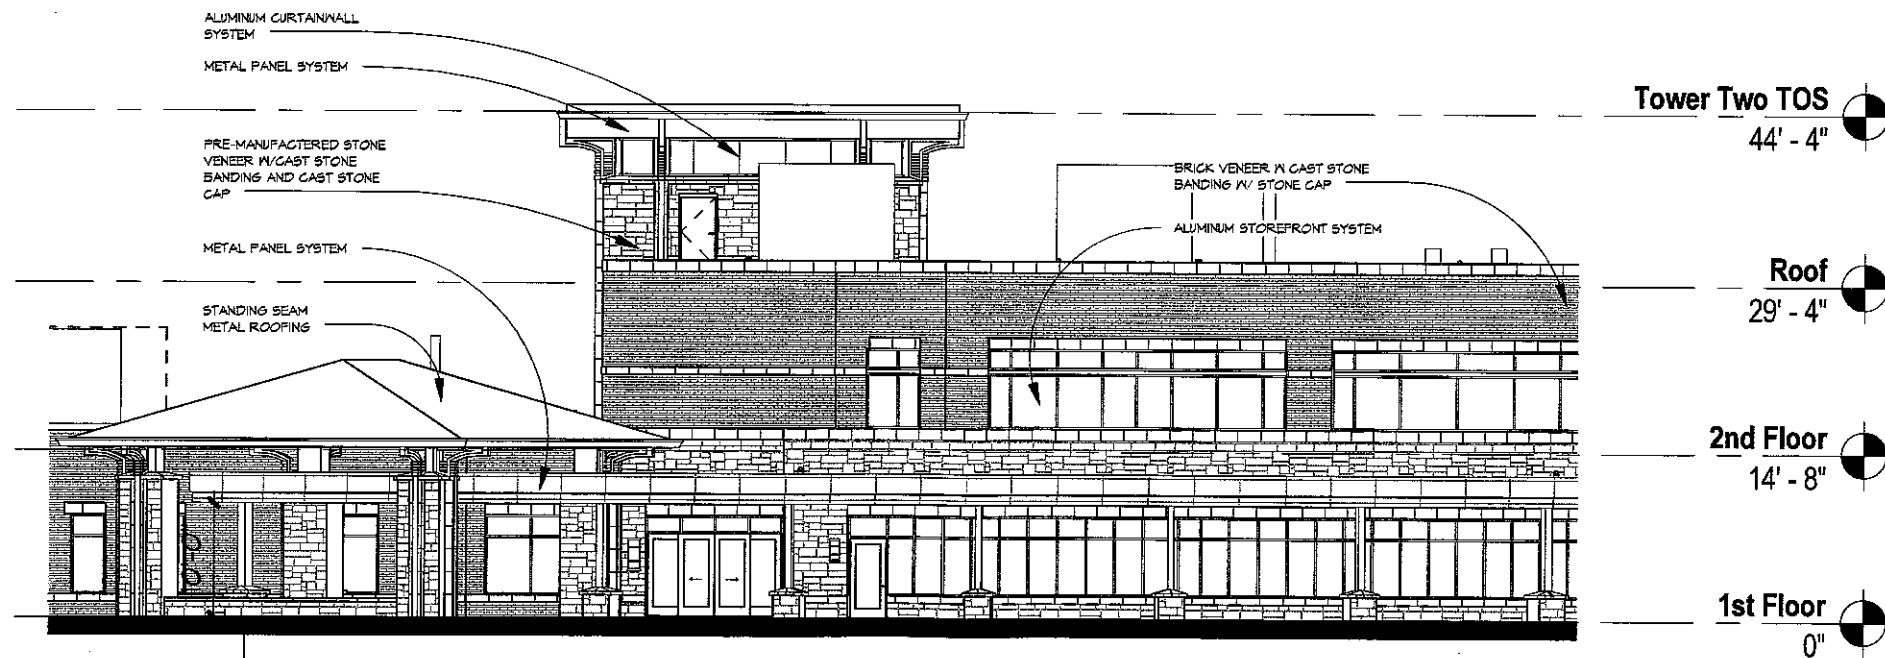 ALUMINUM CURTAINWALL
SYSTEM
METAL PANEL SYSTEM
PRE-MANUFACTERED STONE
VENEER W/CAST STONE
BANDING AND CAST STONE
CAP
METAL PANEL SYSTEM
STANDING SEAM
METAL ROOFING
BRICK VENEER W CAST STONE
BANDING W/ STONE CAP
ALUMINUM STOREFRONT SYSTEM
Tower Two TOS
44' - 4"
Roof
29' - 4"
2nd Floor
14' - 8"
1st Floor
0"